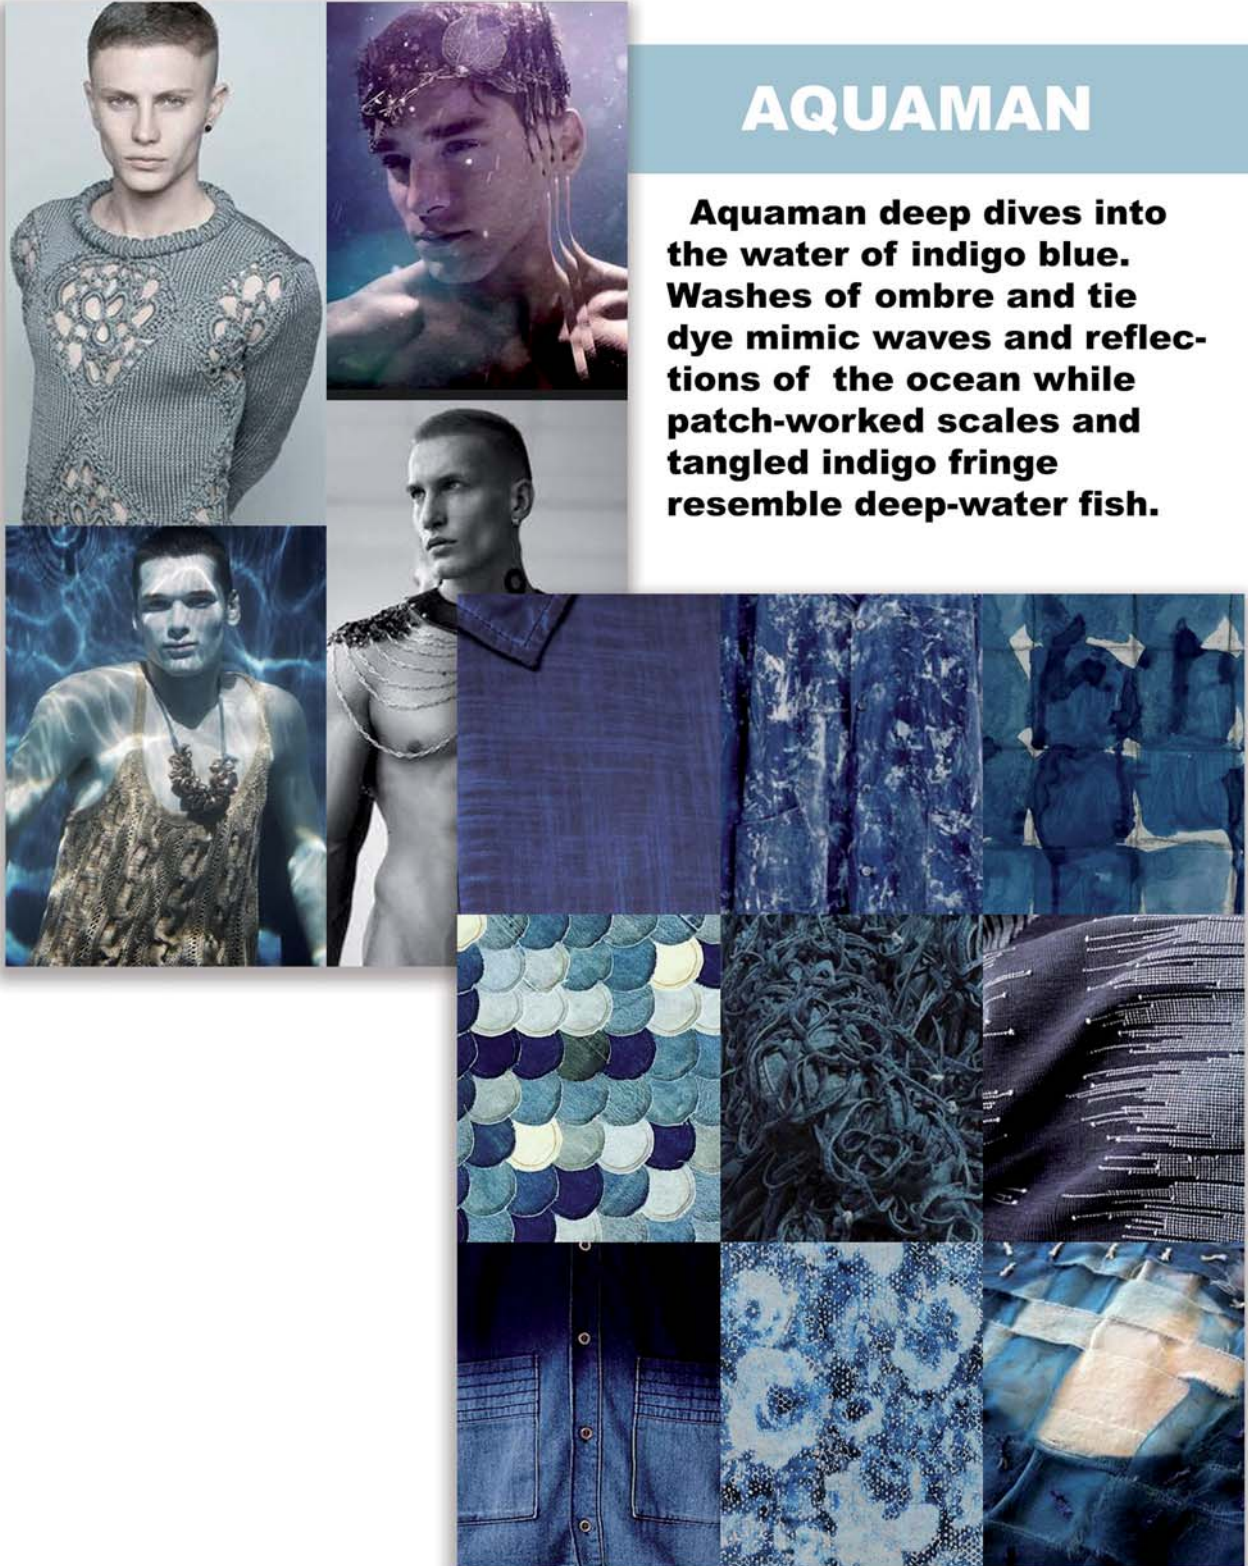 AQUAMAN
Aquaman deep dives into
the water of indigo blue.
Washes of ombre and tie
dye mimic waves and reflec-
tions of the ocean while
patch-worked scales and
tangled indigo fringe
resemble deep-water fish.